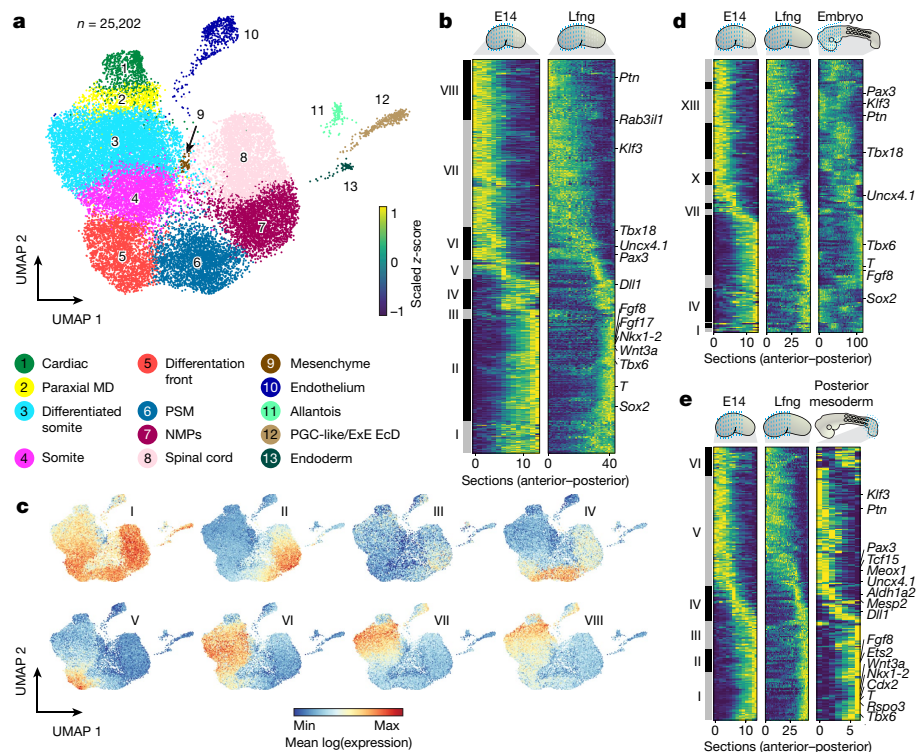 a
n = 25,202
10
1
2
9
11
12
3
8
13
4
7
5
6
UMAP 2
UMAP 1
1
0
−1
Scaled z-score
1 Cardiac
2 Paraxial MD
3 Differentiated
somite
4 Somite
5 Differentation
front
6 PSM
7 NMPs
8 Spinal cord
9 Mesenchyme
10 Endothelium
11 Allantois
12 PGC-like/ExE EcD
13 Endoderm
b
E14
Lfng
VIII
VII
VI
V
IV
III
II
I
Ptn
Rab3il1
Klf3
Tbx18
Uncx4.1
Pax3
Dll1
Fgf8
Fgf17
Nkx1-2
Wnt3a
Tbx6
T
Sox2
0 10 0 40
Sections (anterior–posterior)
c
I
II
III
IV
V
VI
VII
VIII
UMAP 2
UMAP 1
Min Max
Mean log(expression)
d
E14
Lfng
Embryo
XIII
X
VII
IV
I
Pax3
Klf3
Ptn
Tbx18
Uncx4.1
Tbx6
T
Fgf8
Sox2
0 10 0 25 0 100
Sections (anterior–posterior)
e
E14
Lfng
Posterior
mesoderm
VI
V
IV
III
II
I
Klf3
Ptn
Pax3
Tcf15
Meox1
Uncx4.1
Aldh1a2
Mesp2
Dll1
Fgf8
Ets2
Wnt3a
Nkx1-2
Cdx2
T
Rspo3
Tbx6
0 10 0 25 0 5
Sections (anterior–posterior)